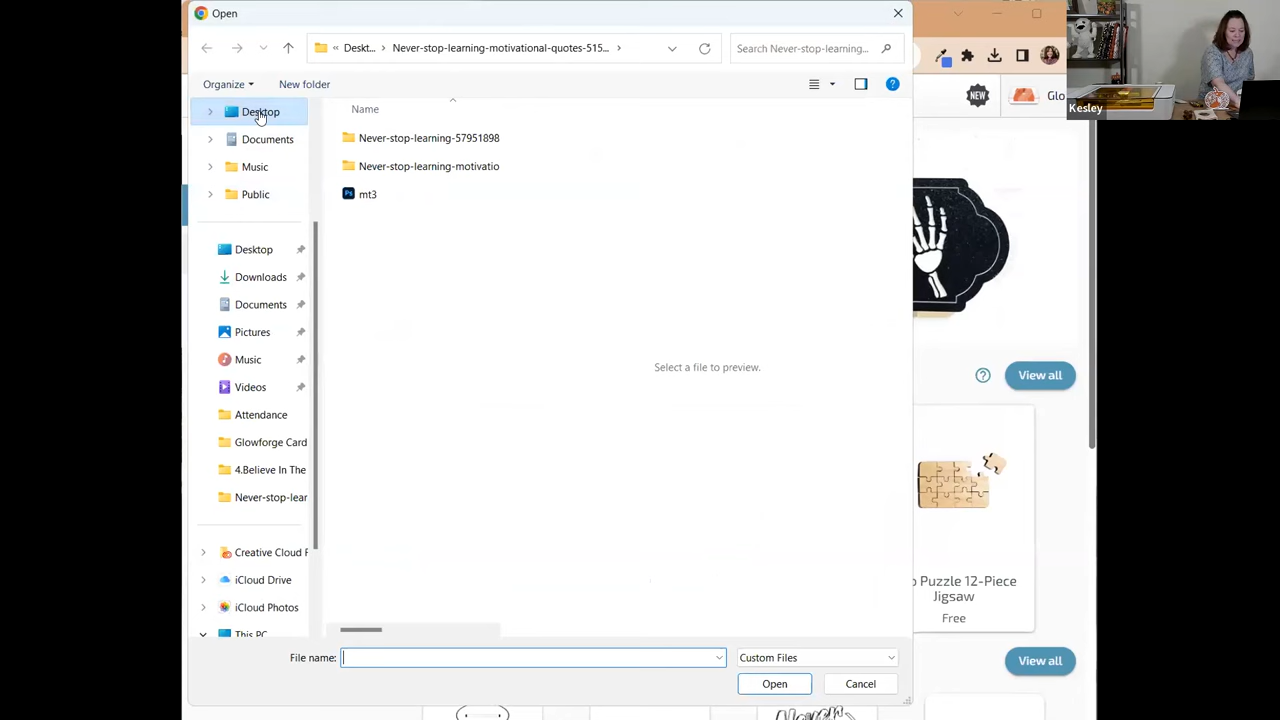 Open
Deskt...
Never-stop-learning-motivational-quotes-515...
Search Never-stop-learning...
Organize
New folder
Name
Desktop
Documents
Music
Public
Never-stop-learning-57951898
Never-stop-learning-motivatio
mt3
Desktop
Downloads
Documents
Pictures
Music
Videos
Attendance
Glowforge Card
4.Believe In The
Never-stop-lear
Creative Cloud F
iCloud Drive
iCloud Photos
This PC
Select a file to preview.
File name:
Custom Files
Open
Cancel
NEW
Glo
Kesley
View all
Puzzle 12-Piece
Jigsaw
Free
View all
Never